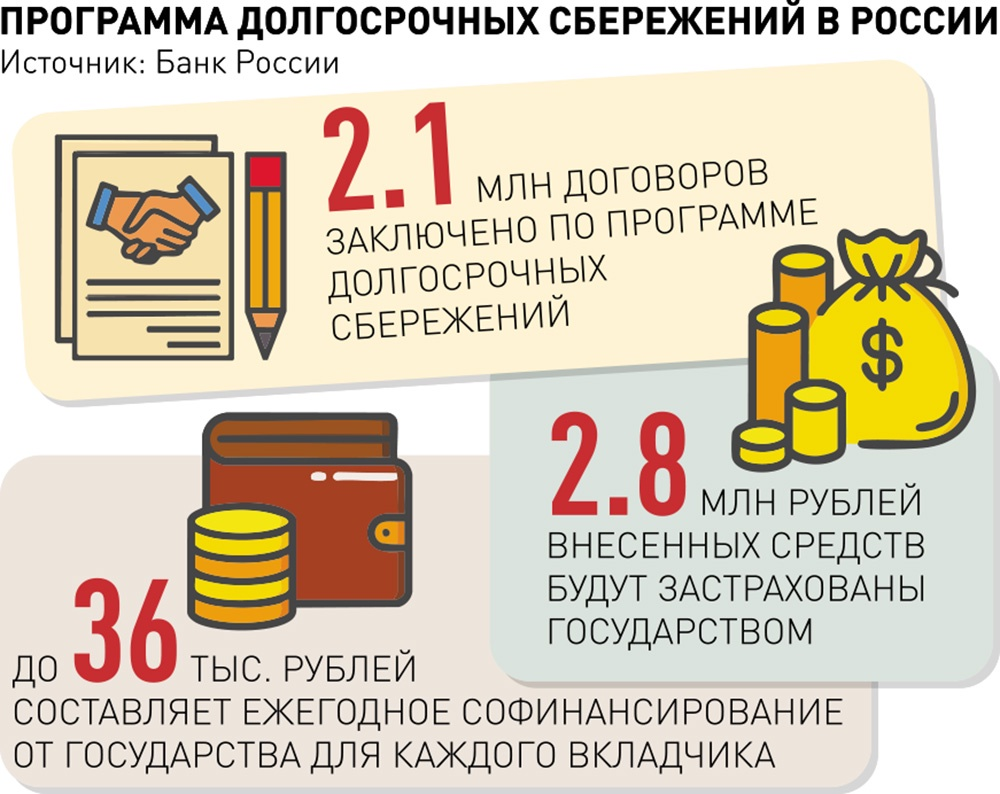 ПРОГРАММА ДОЛГОСРОЧНЫХ СБЕРЕЖЕНИЙ В РОССИИ
Источник: Банк России
2.1 МЛН ДОГОВОРОВ
ЗАКЛЮЧЕНО ПО ПРОГРАММЕ
ДОЛГОСРОЧНЫХ
СБЕРЕЖЕНИЙ
$
2.8 МЛН РУБЛЕЙ
ВНЕСЕННЫХ СРЕДСТВ
БУДУТ ЗАСТРАХОВАНЫ
ГОСУДАРСТВОМ
ДО 36 ТЫС. РУБЛЕЙ
СОСТАВЛЯЕТ ЕЖЕГОДНОЕ СОФИНАНСИРОВАНИЕ
ОТ ГОСУДАРСТВА ДЛЯ КАЖДОГО ВКЛАДЧИКА